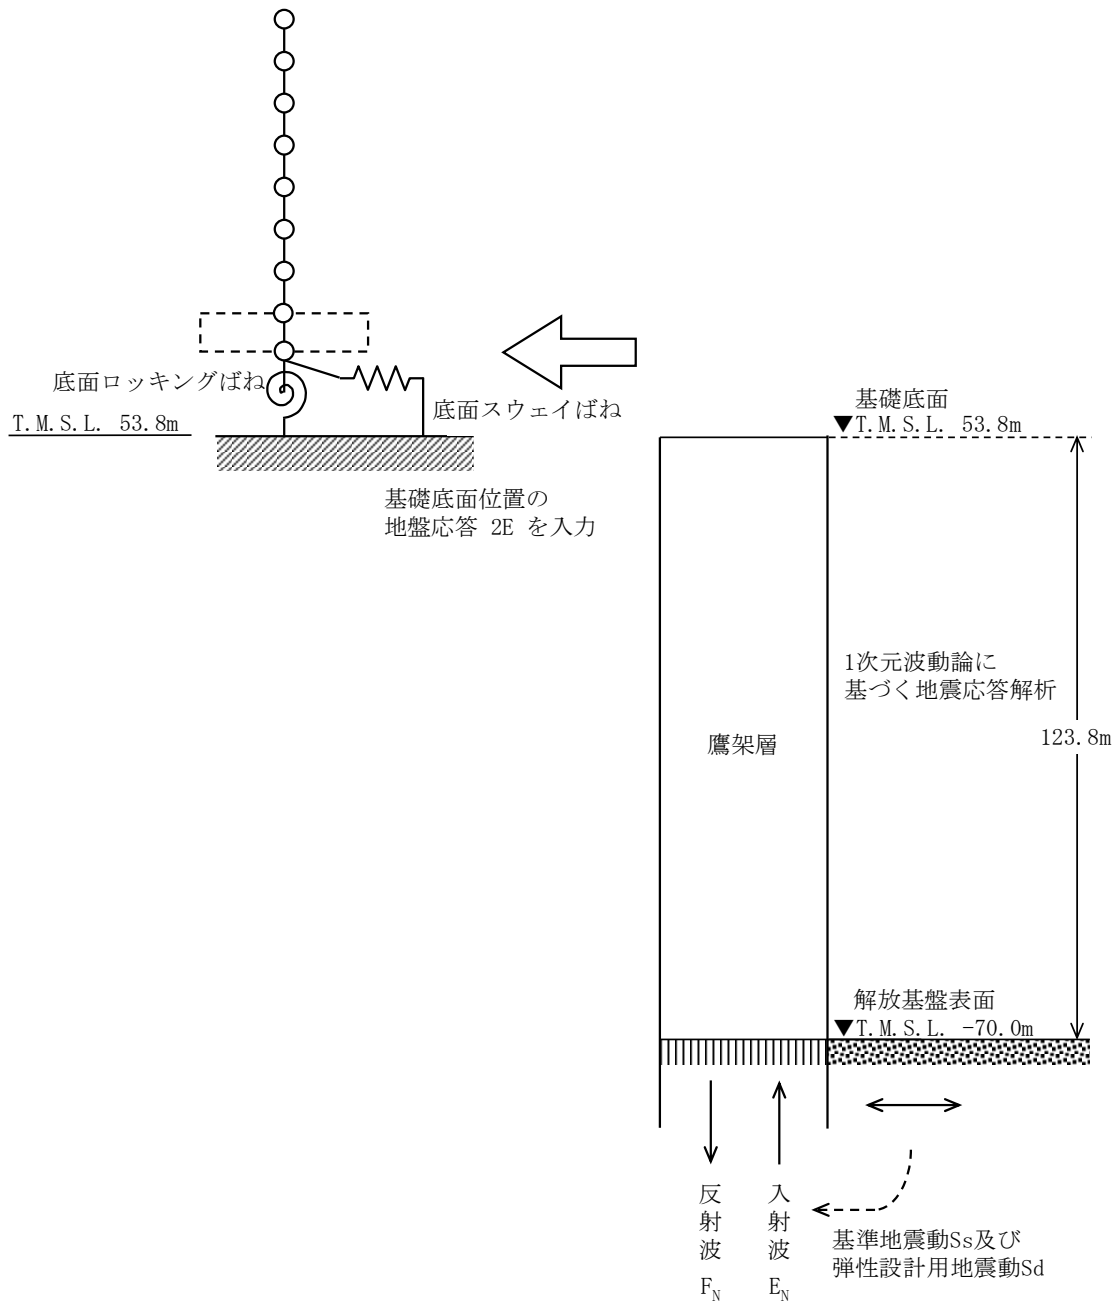 底面ロッキングばね
T.M.S.L. 53.8m
底面スウェイばね
基礎底面位置の
地盤応答 2E を入力
基礎底面
▼T.M.S.L. 53.8m
1次元波動論に
基づく地震応答解析
123.8m
鷹架層
解放基盤表面
▼T.M.S.L. -70.0m
反射波 FN
入射波 EN
基準地震動Ss及び
弾性設計用地震動Sd